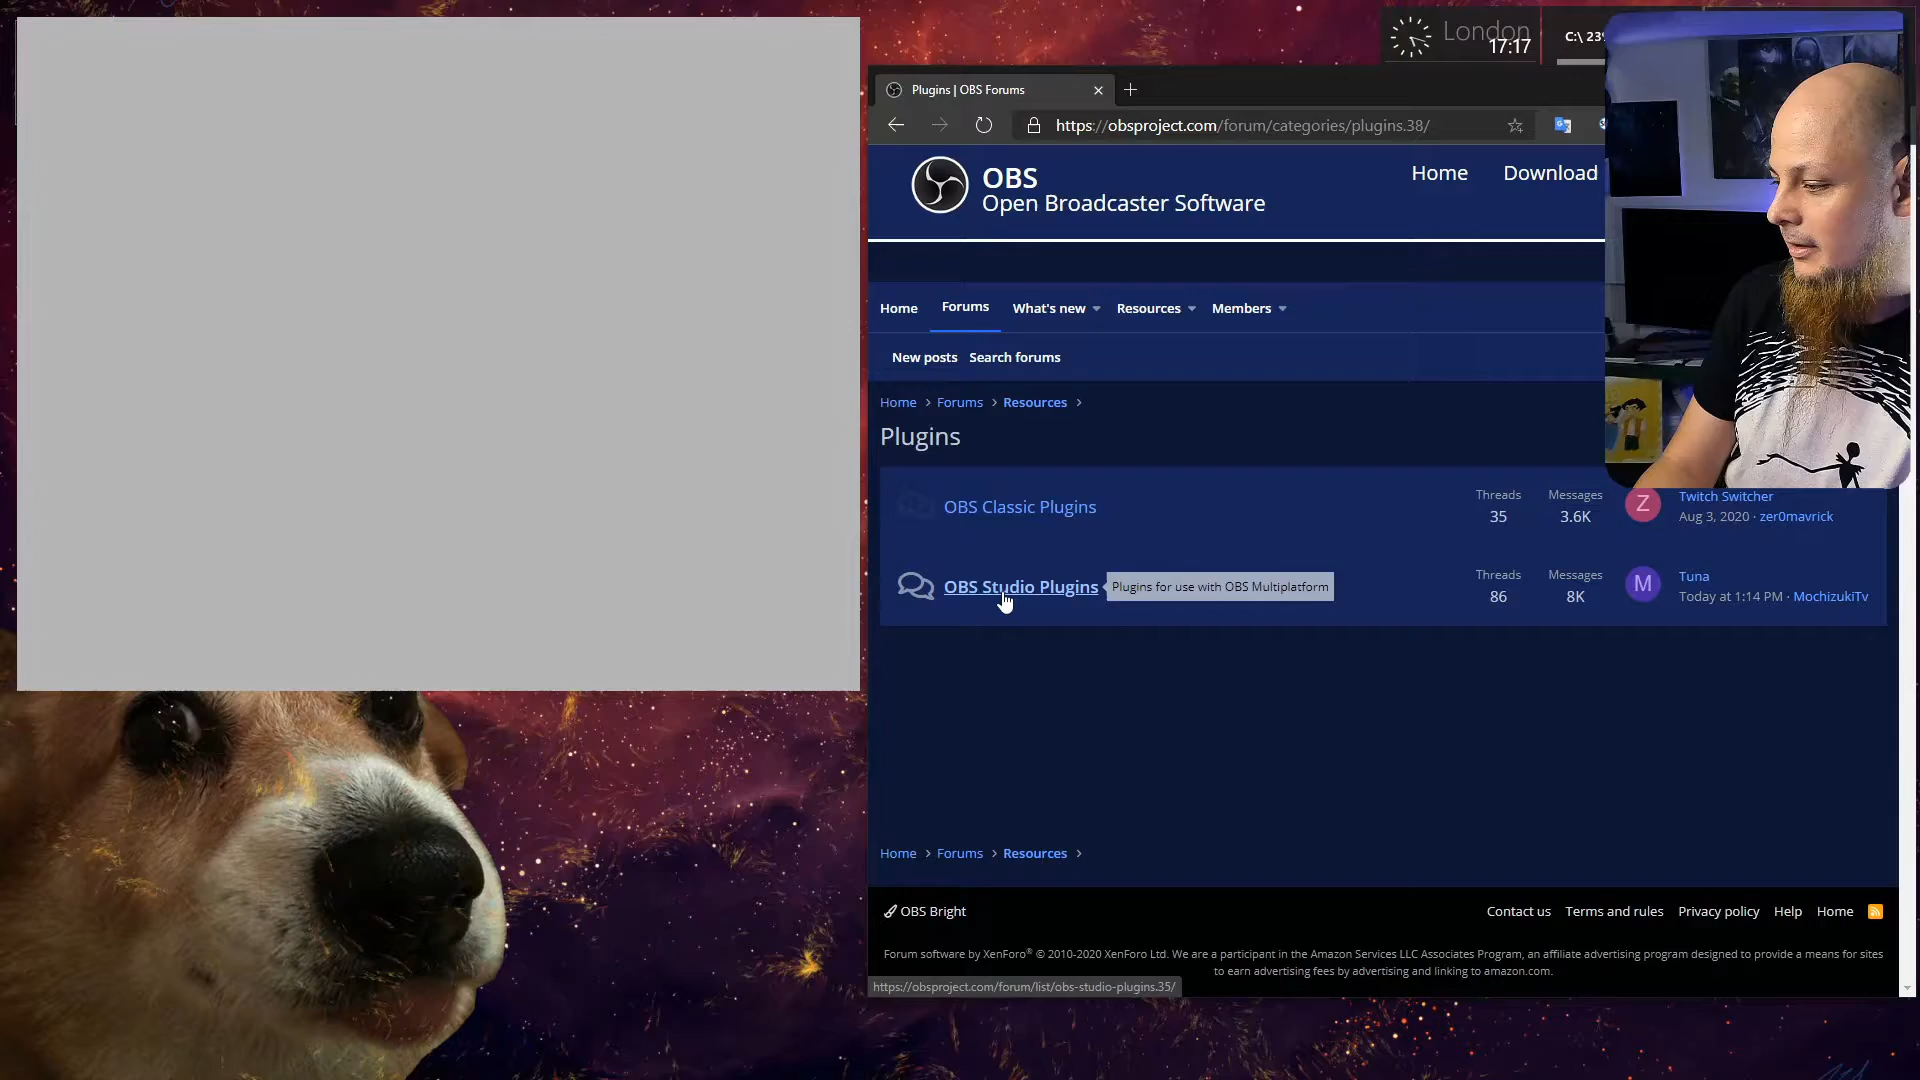 London
17:17
C:\ 23
Plugins | OBS Forums
https://obsproject.com/forum/categories/plugins.38/
OBS
Open Broadcaster Software
Home
Download
Home
Forums
What's new
Resources
Members
New posts
Search forums
Home
Forums
Resources
Plugins
OBS Classic Plugins
Threads
35
Messages
3.6K
Z
Twitch Switcher
Aug 3, 2020 · zer0mavrick
OBS Studio Plugins
Plugins for use with OBS Multiplatform
Threads
86
Messages
8K
M
Tuna
Today at 1:14 PM · MochizukiTv
Home
Forums
Resources
OBS Bright
Contact us
Terms and rules
Privacy policy
Help
Home
Forum software by XenForo® © 2010-2020 XenForo Ltd. We are a participant in the Amazon Services LLC Associates Program, an affiliate advertising program designed to provide a means for sites
to earn advertising fees by advertising and linking to amazon.com.
https://obsproject.com/forum/list/obs-studio-plugins.35/